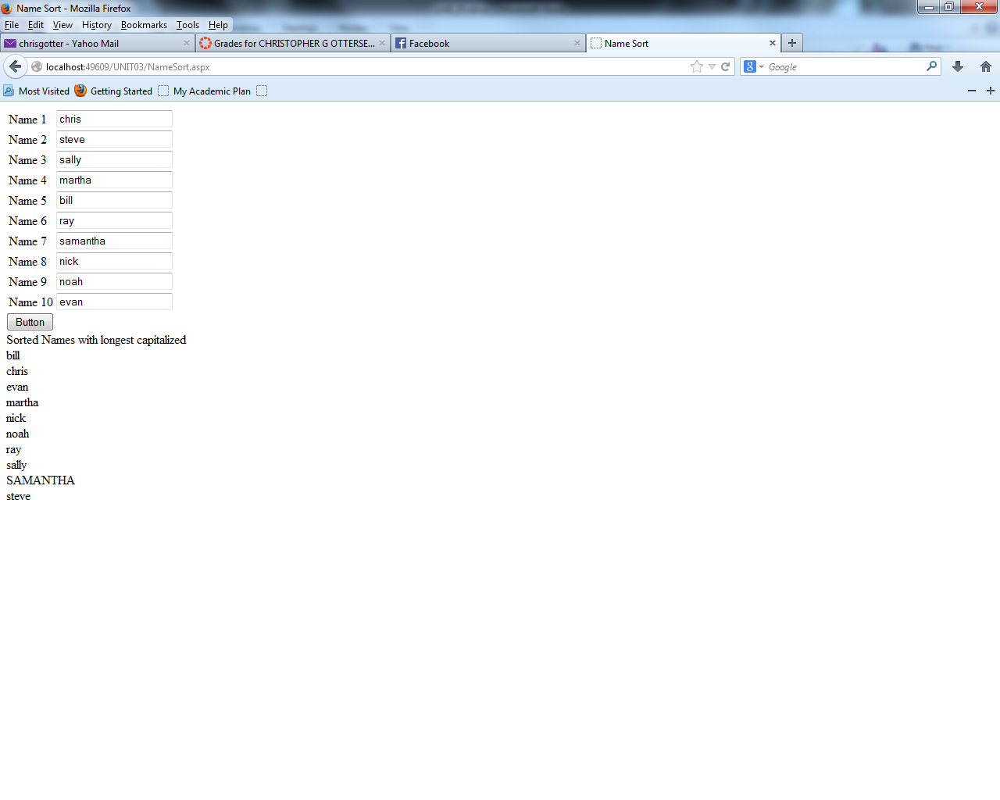 Name Sort - Mozilla Firefox
File Edit View History Bookmarks Tools Help
chrisgotter - Yahoo Mail Grades for CHRISTOPHER G OTTERSE... Facebook Name Sort
localhost:49609/UNIT03/NameSort.aspx Google
Most Visited Getting Started My Academic Plan
Name 1 chris
Name 2 steve
Name 3 sally
Name 4 martha
Name 5 bill
Name 6 ray
Name 7 samantha
Name 8 nick
Name 9 noah
Name 10 evan
Button
Sorted Names with longest capitalized
bill
chris
evan
martha
nick
noah
ray
sally
SAMANTHA
steve